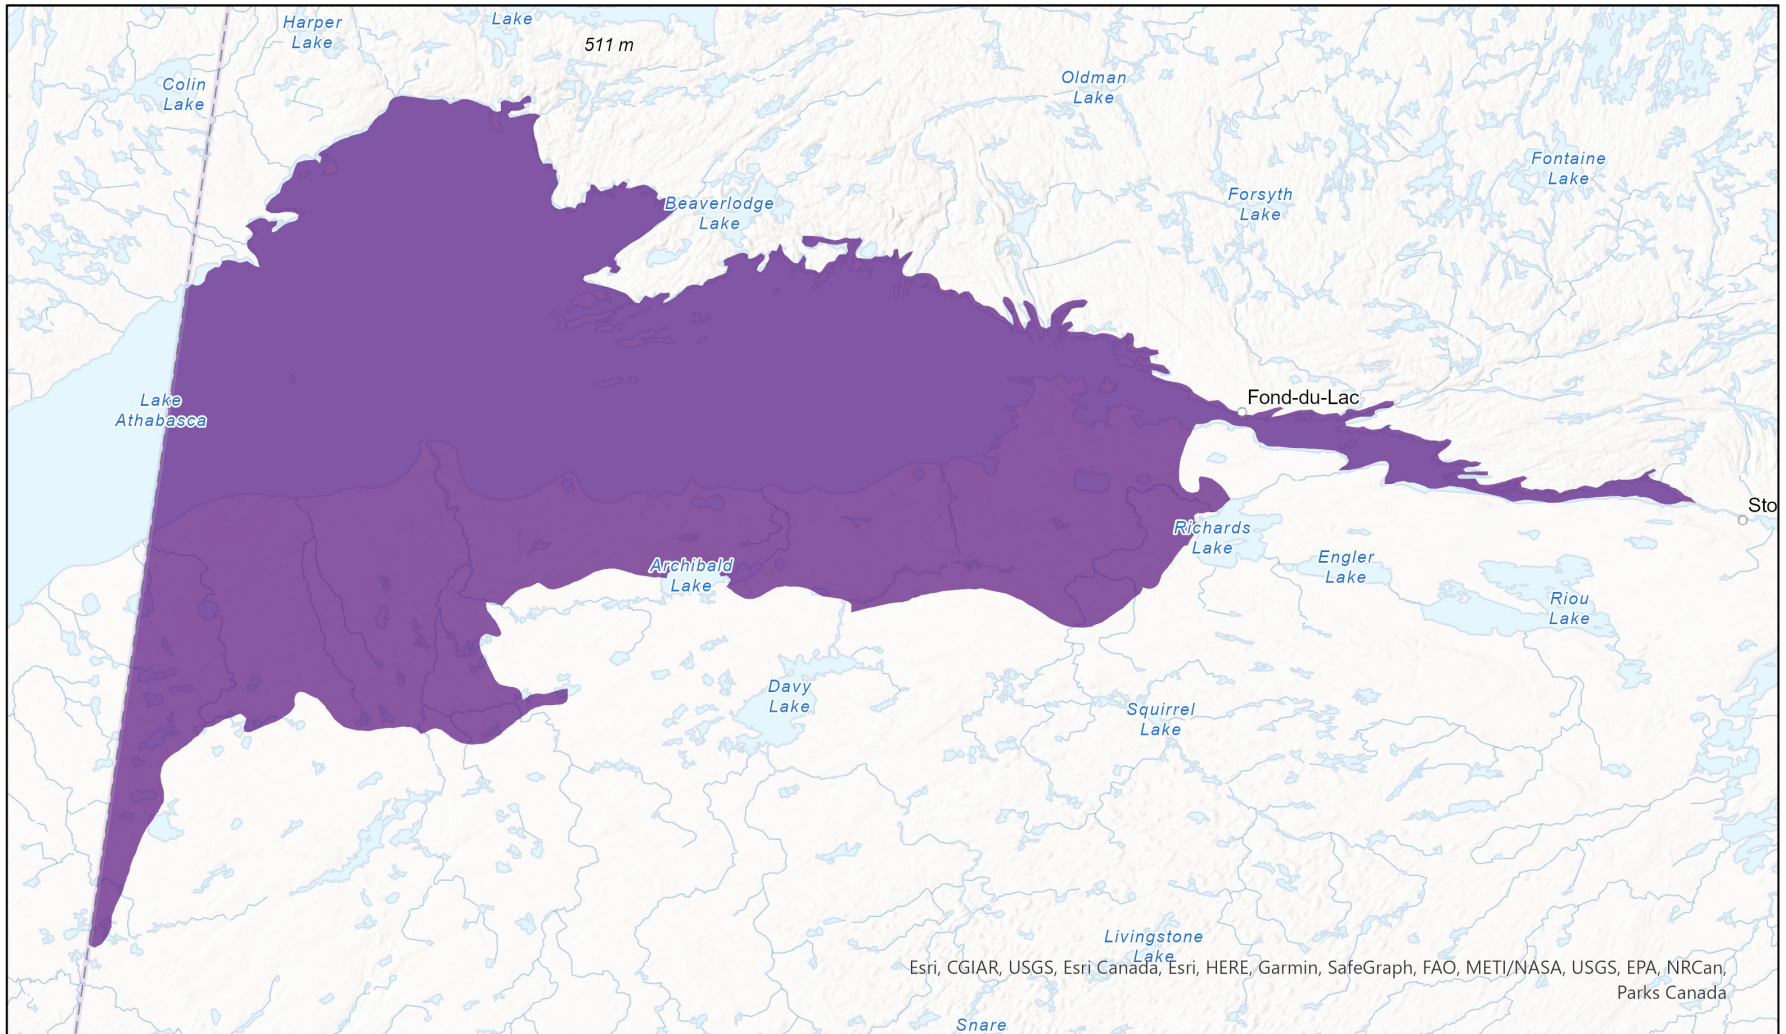 Harper
Lake
Lake
511 m
Colin
Lake
Oldman
Lake
Fontaine
Lake
Beaverlodge
Lake
Forsyth
Lake
Lake
Athabasca
Fond-du-Lac
Sto
Richards
Lake
Archibald
Lake
Engler
Lake
Riou
Lake
Davy
Lake
Squirrel
Lake
Livingstone
Lake
Esri, CGIAR, USGS, Esri Canada, Esri, HERE, Garmin, SafeGraph, FAO, METI/NASA, USGS, EPA, NRCan,
Parks Canada
Snare